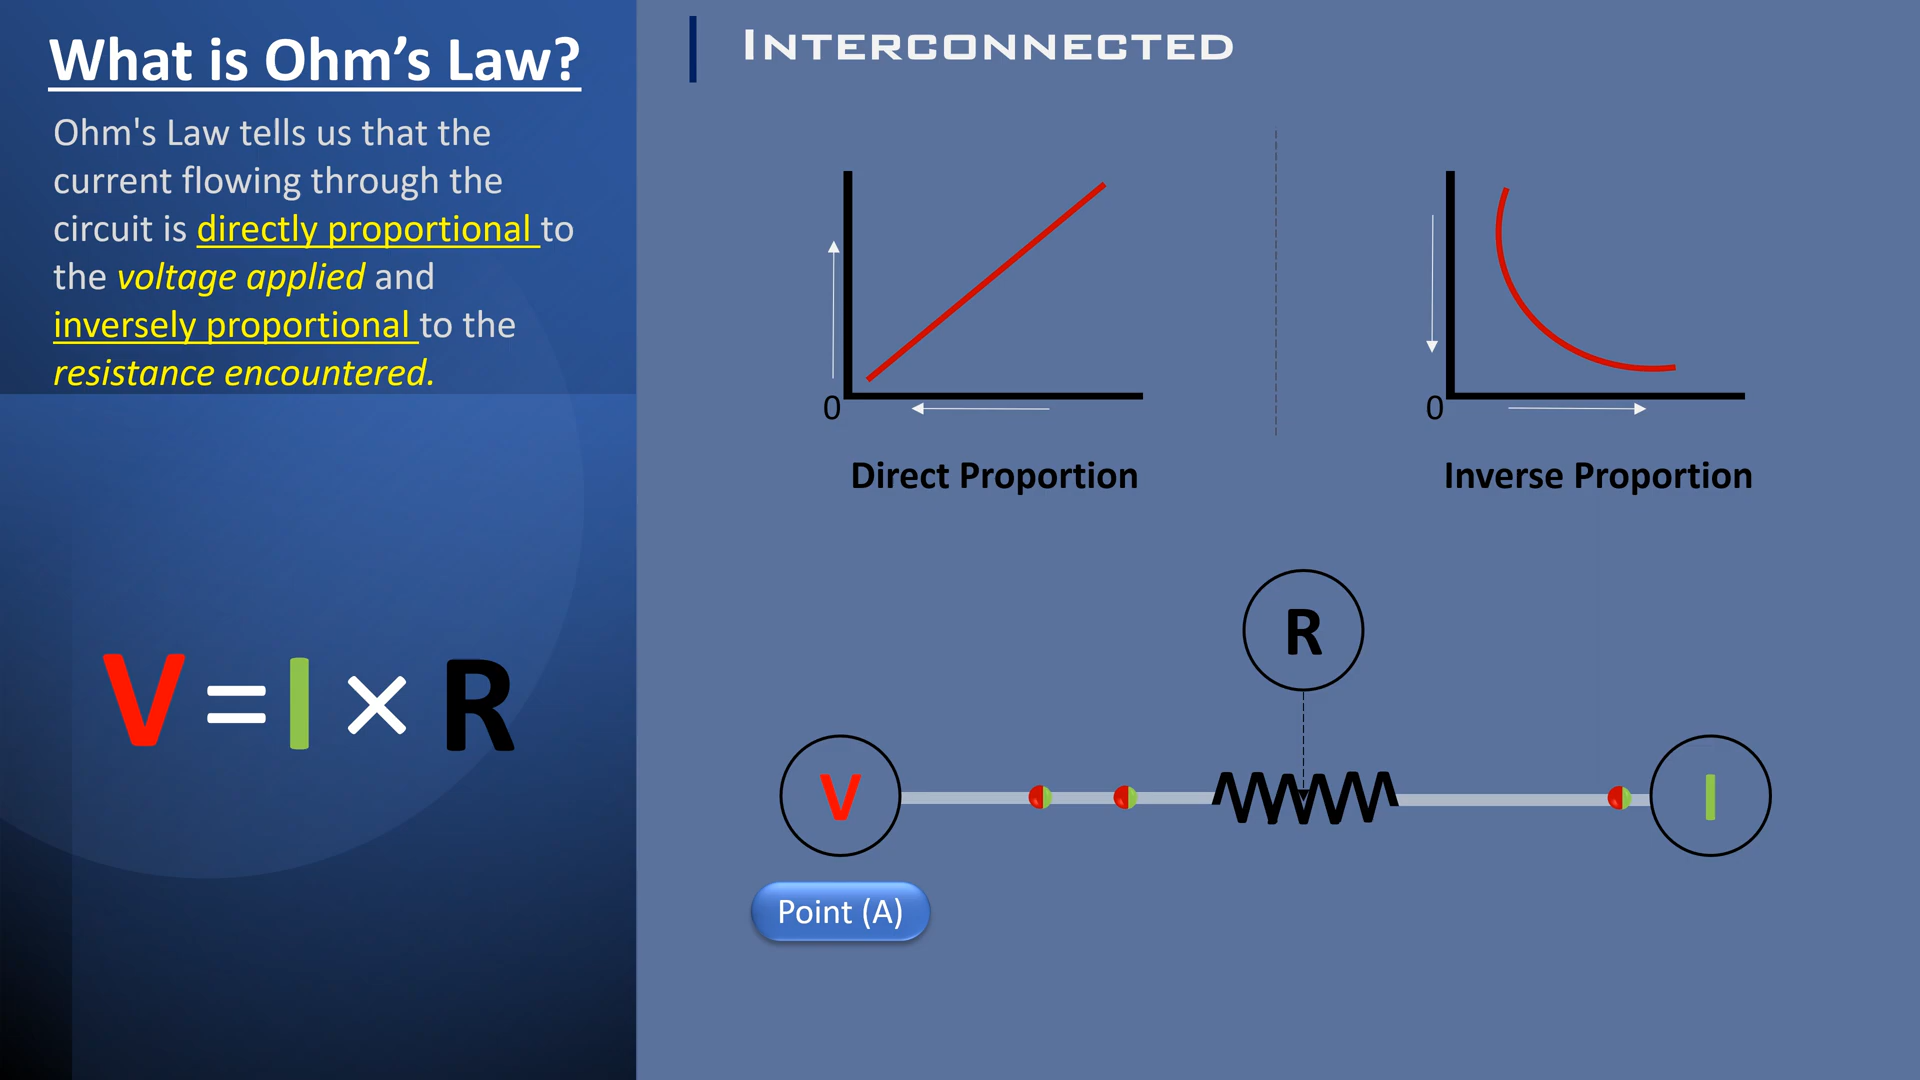 What is Ohm’s Law?
Ohm's Law tells us that the
current flowing through the
circuit is directly proportional to
the voltage applied and
inversely proportional to the
resistance encountered.
V = I × R
INTERCONNECTED
0
Direct Proportion
0
Inverse Proportion
R
V
I
Point (A)